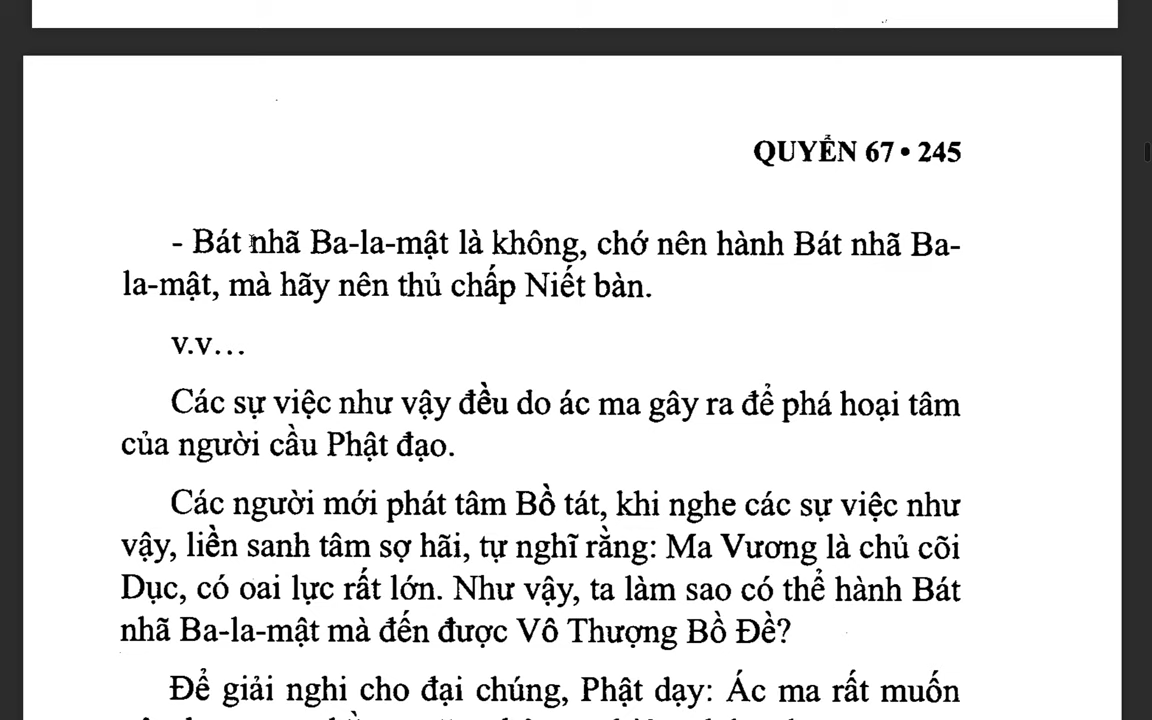 QUYỂN 67 • 245
- Bát nhã Ba-la-mật là không, chớ nên hành Bát nhã Ba-
la-mật, mà hãy nên thủ chấp Niết bàn.
v.v…
Các sự việc như vậy đều do ác ma gây ra để phá hoại tâm
của người cầu Phật đạo.
Các người mới phát tâm Bồ tát, khi nghe các sự việc như
vậy, liền sanh tâm sợ hãi, tự nghĩ rằng: Ma Vương là chủ cõi
Dục, có oai lực rất lớn. Như vậy, ta làm sao có thể hành Bát
nhã Ba-la-mật mà đến được Vô Thượng Bồ Đề?
Để giải nghi cho đại chúng, Phật dạy: Ác ma rất muốn